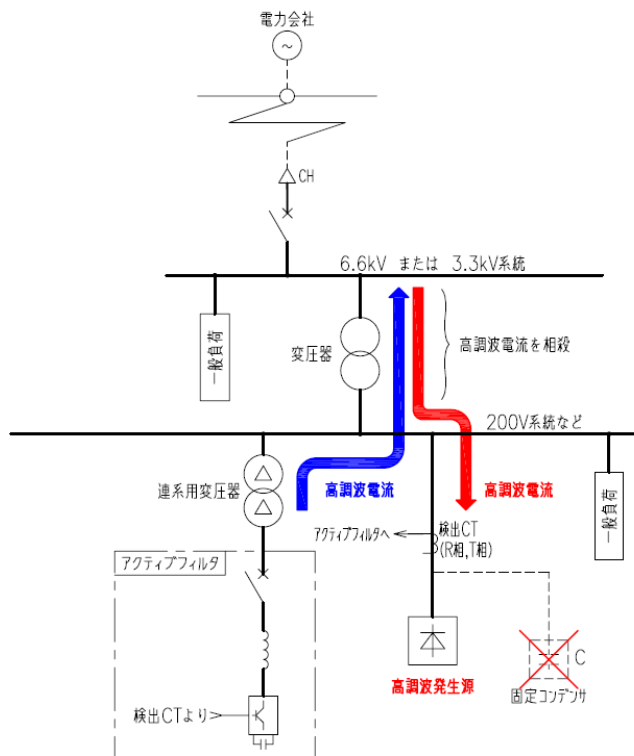 電力会社
CH
6.6kV または 3.3kV系統
一般負荷
変圧器
高調波電流を相殺
200V系統など
連系用変圧器
高調波電流
高調波電流
一般負荷
アクティブフィルタへ
検出CT
(R相,T相)
アクティブフィルタ
C
高調波発生源
固定コンデンサ
検出CTより